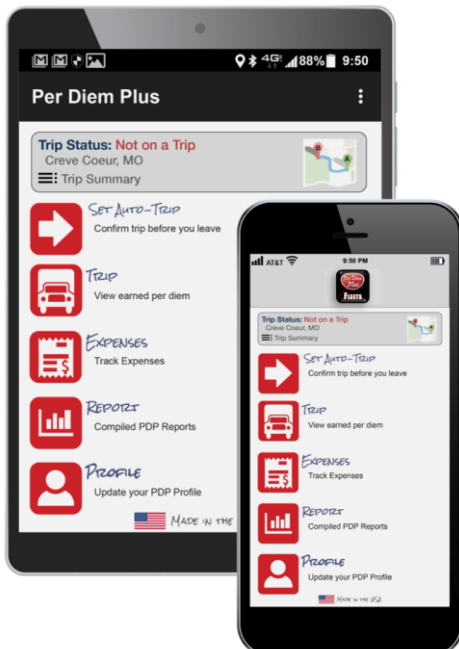 4G 88% 9:50
Per Diem Plus
Trip Status: Not on a Trip
Creve Coeur, MO
Trip Summary
Set Auto-Trip
Confirm trip before you leave
Trip
View earned per diem
Expenses
Track Expenses
Report
Compiled PDP Reports
Profile
Update your PDP Profile
Made in the
AT&T 9:50 PM
Fleets
Trip Status: Not on a Trip
Creve Coeur, MO
Trip Summary
Set Auto-Trip
Confirm trip before you leave
Trip
View earned per diem
Expenses
Track Expenses
Report
Compiled PDP Reports
Profile
Update your PDP Profile
Made in the USA